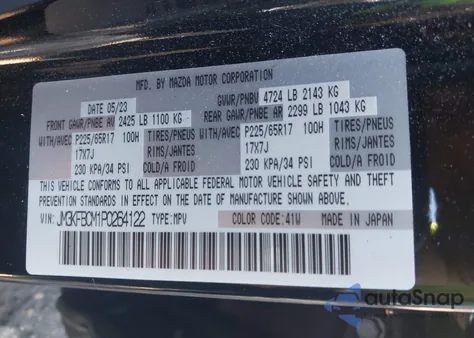 MFD. BY MAZDA MOTOR CORPORATION
DATE 05/23 GVWR/PNBV 4724 LB 2143 KG
FRONT GAWR/PNBE AV 2425 LB 1100 KG REAR GAWR/PNBE AR 2299 LB 1043 KG
WITH/AVEC P225/65R17 100H TIRES/PNEUS WITH/AVEC P225/65R17 100H TIRES/PNEUS
17X7J RIMS/JANTES 17X7J RIMS/JANTES
230 KPA/34 PSI COLD/A FROID 230 KPA/34 PSI COLD/A FROID
THIS VEHICLE CONFORMS TO ALL APPLICABLE FEDERAL MOTOR VEHICLE SAFETY AND THEFT
PREVENTION STANDARDS IN EFFECT ON THE DATE OF MANUFACTURE SHOWN ABOVE.
VIN: JM3KFBCM1P0264122 TYPE:MPV COLOR CODE:41W MADE IN JAPAN
autaSnap